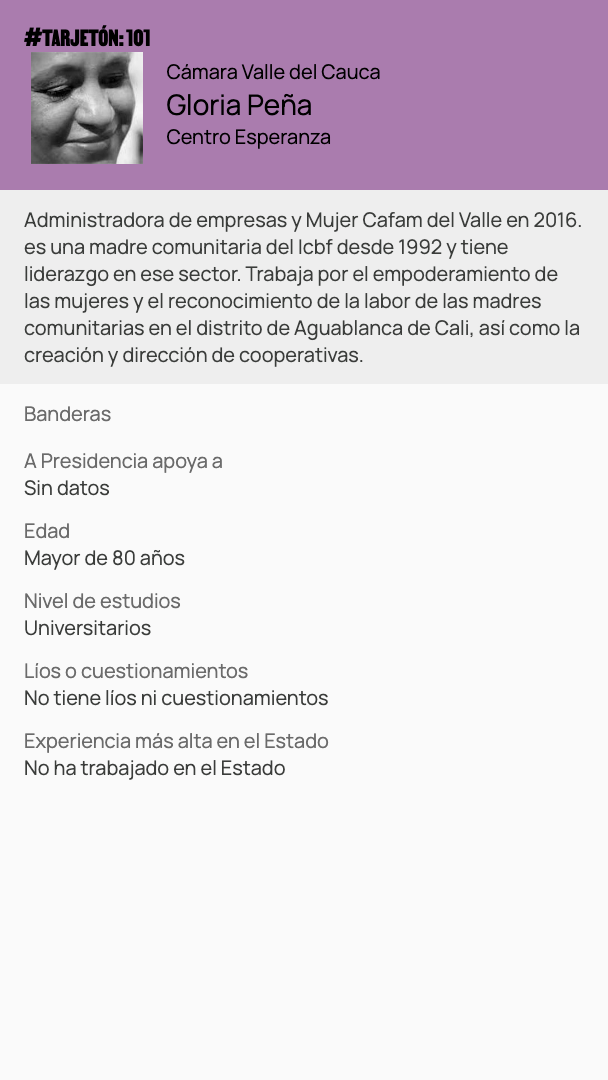 #TARJETÓN: 101
Cámara Valle del Cauca
Gloria Peña
Centro Esperanza
Administradora de empresas y Mujer Cafam del Valle en 2016.
es una madre comunitaria del Icbf desde 1992 y tiene
liderazgo en ese sector. Trabaja por el empoderamiento de
las mujeres y el reconocimiento de la labor de las madres
comunitarias en el distrito de Aguablanca de Cali, así como la
creación y dirección de cooperativas.
Banderas
A Presidencia apoya a
Sin datos
Edad
Mayor de 80 años
Nivel de estudios
Universitarios
Líos o cuestionamientos
No tiene líos ni cuestionamientos
Experiencia más alta en el Estado
No ha trabajado en el Estado